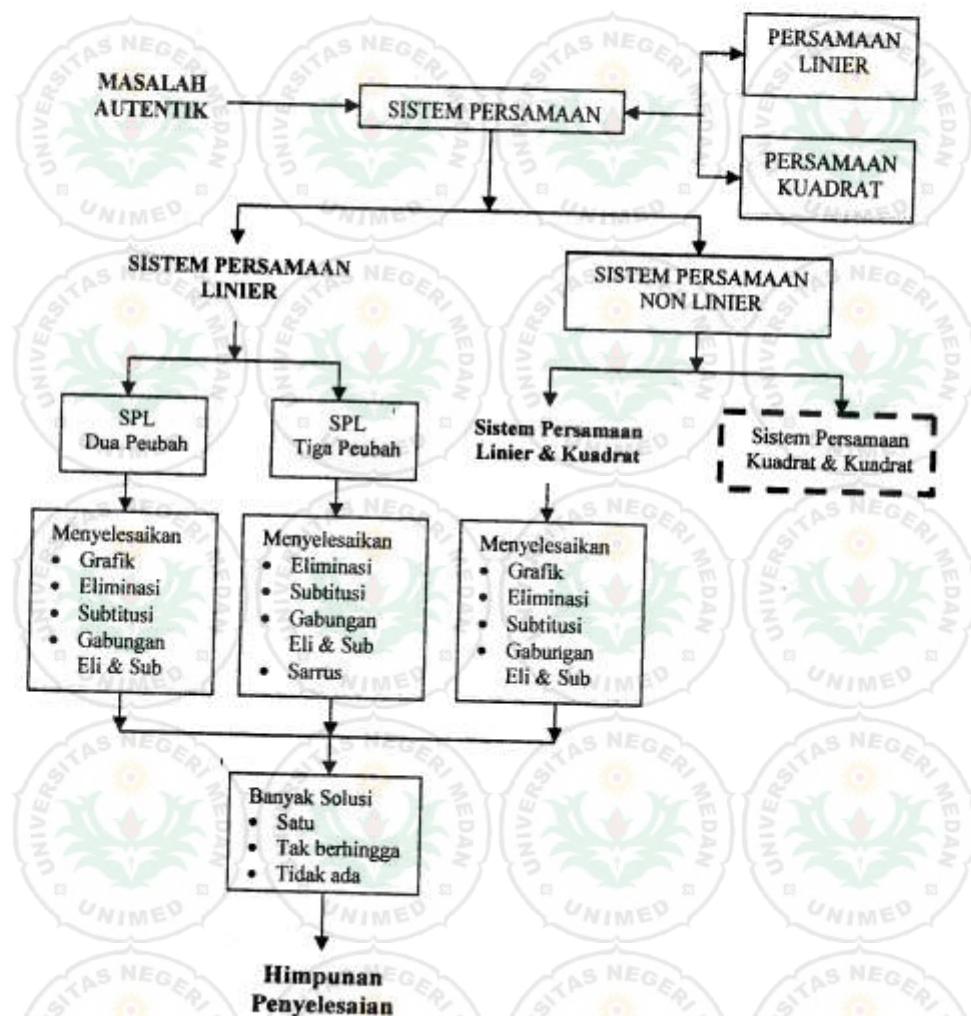 MASALAH
AUTENTIK
SISTEM PERSAMAAN
PERSAMAAN
LINIER
PERSAMAAN
KUADRAT
SISTEM PERSAMAAN
LINIER
SISTEM PERSAMAAN
NON LINIER
SPL
Dua Peubah
SPL
Tiga Peubah
Sistem Persamaan
Linier & Kuadrat
Sistem Persamaan
Kuadrat & Kuadrat
Menyelesaikan
• Grafik
• Eliminasi
• Subtitusi
• Gabungan
Eli & Sub
Menyelesaikan
• Eliminasi
• Subtitusi
• Gabungan
Eli & Sub
• Sarrus
Menyelesaikan
• Grafik
• Eliminasi
• Subtitusi
• Gabungan
Eli & Sub
Banyak Solusi
• Satu
• Tak berhingga
• Tidak ada
Himpunan
Penyelesaian
UNIVERSITAS NEGERI MEDAN
UNIMED